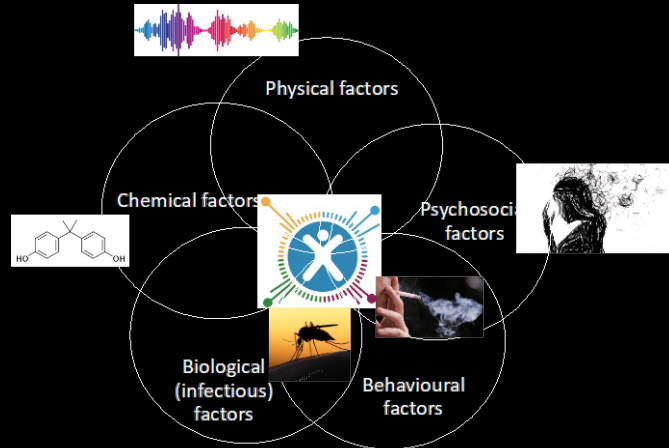 Physical factors
Chemical factors
Psychosocia
factors
HO
OH
Biological
(infectious)
factors
Behavioural
factors